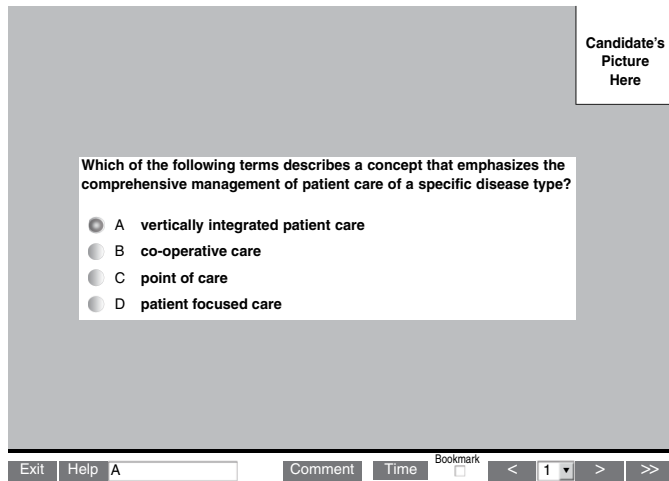 Candidate's
Picture
Here
Which of the following terms describes a concept that emphasizes the
comprehensive management of patient care of a specific disease type?
A vertically integrated patient care
B co-operative care
C point of care
D patient focused care
Bookmark
Exit Help A Comment Time < 1 > >>